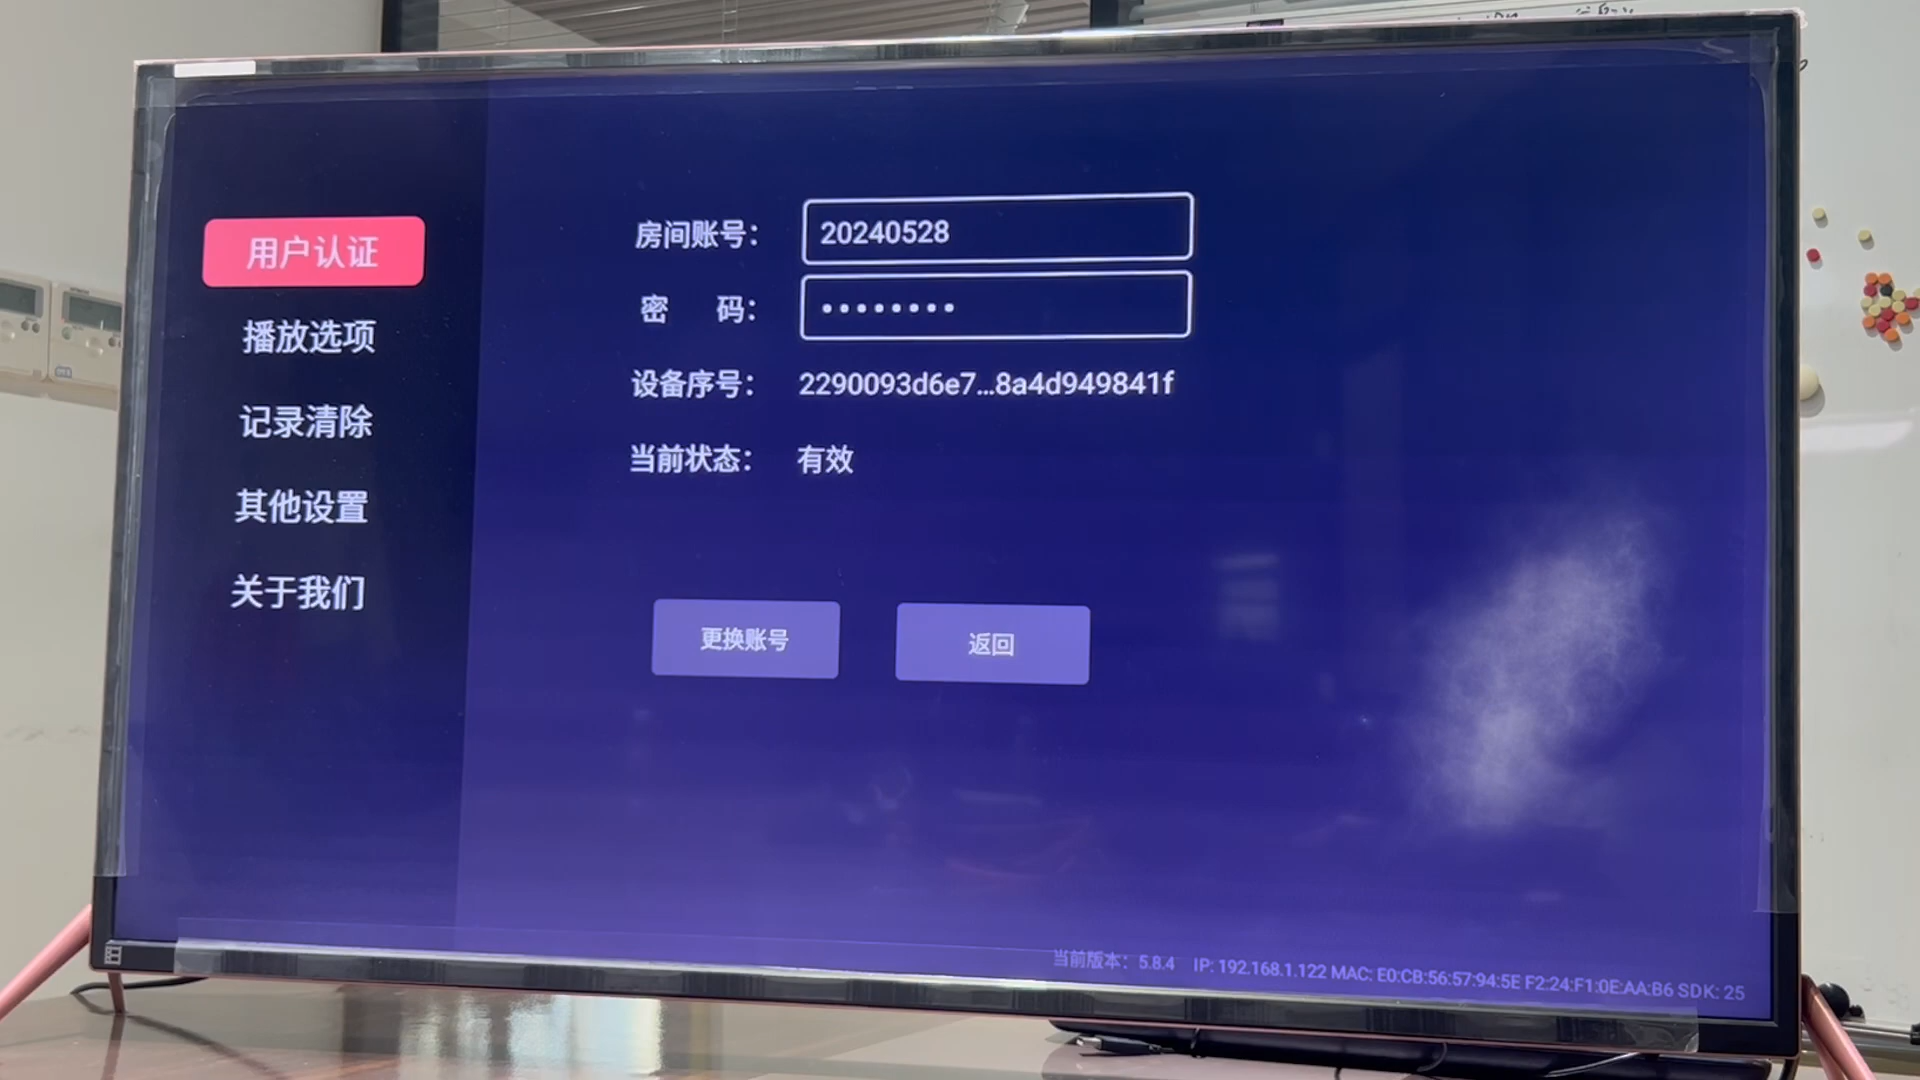 用户认证
播放选项
记录清除
其他设置
关于我们
房间账号： 20240528
密 码： ••••••••
设备序号： 2290093d6e7...8a4d949841f
当前状态： 有效
更换账号 返回
当前版本：5.8.4 IP: 192.168.1.122 MAC: E0:CB:56:57:94:5E F2:24:F1:0E:AA:B6 SDK: 25